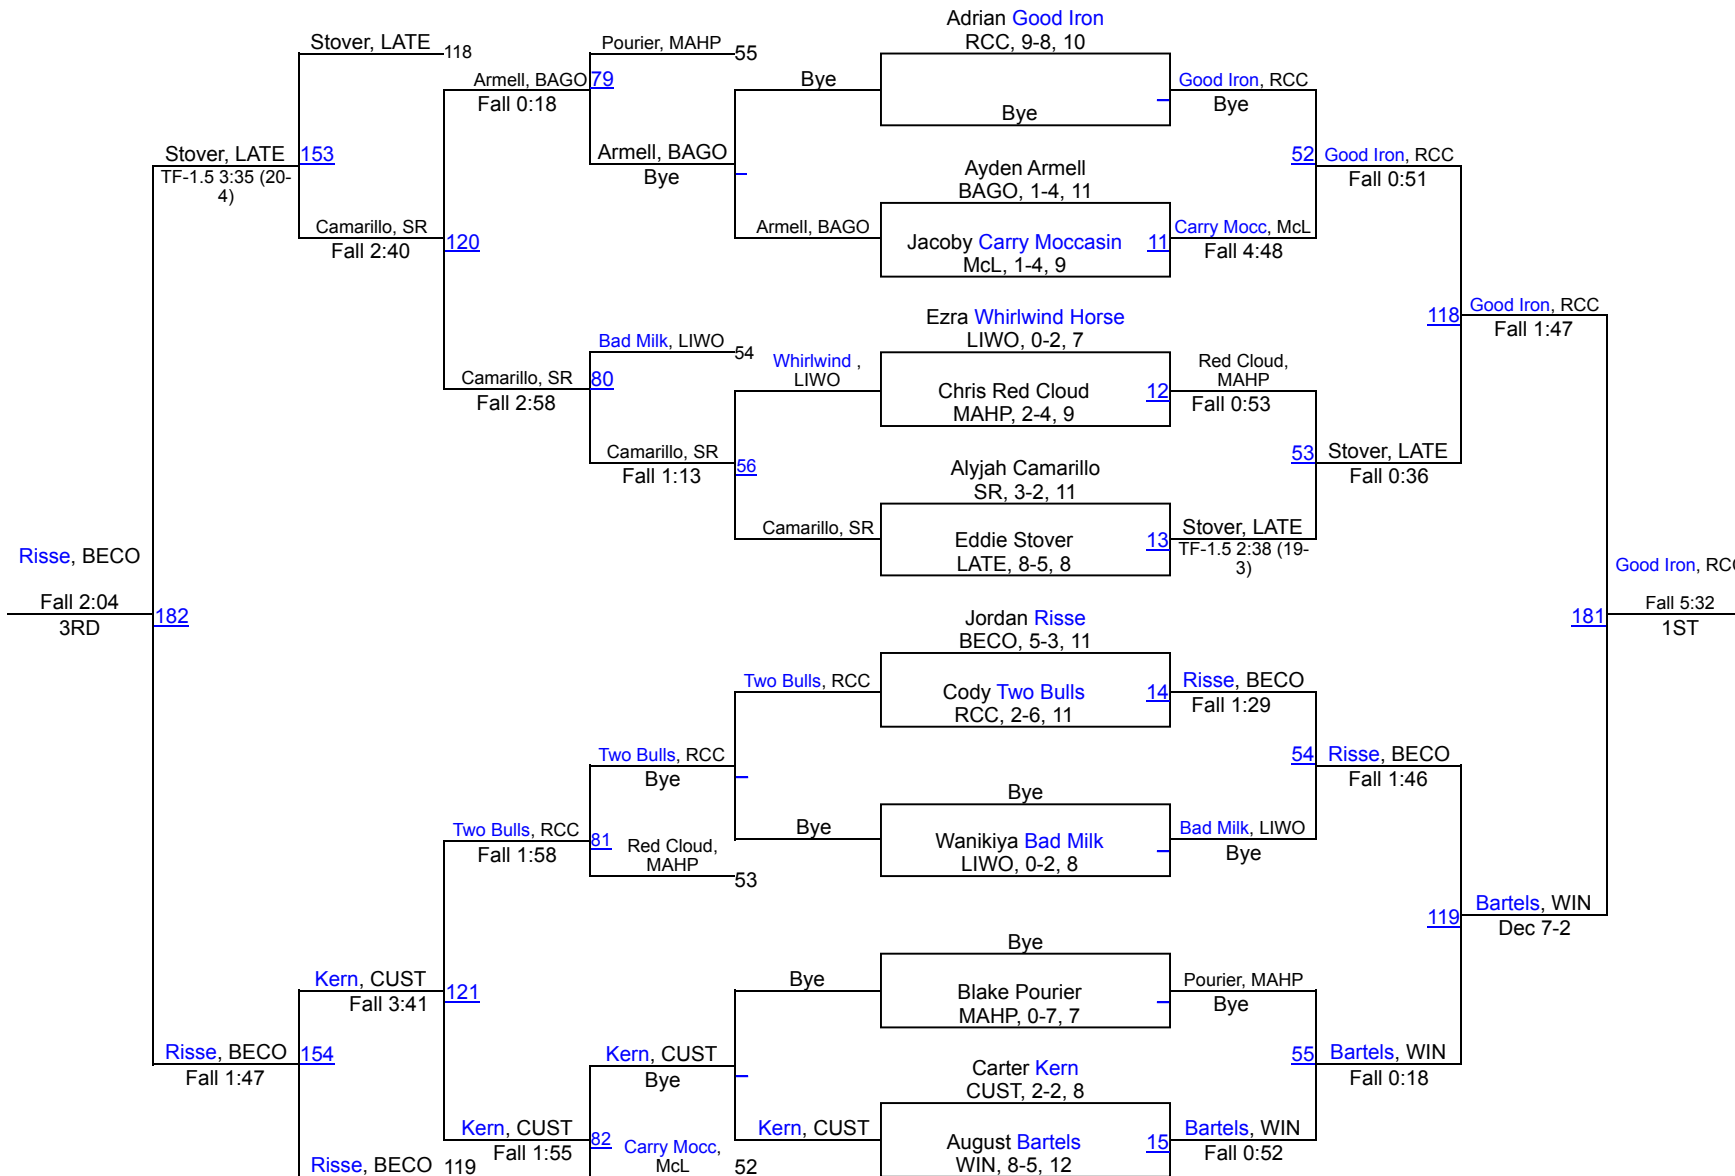 Adrian Good Iron
RCC, 9-8, 10
Stover, LATE 118
Pourier, MAHP 55
Armell, BAGO 79
Fall 0:18
Bye
Bye
Good Iron, RCC
Bye
Stover, LATE 153
TF-1.5 3:35 (20-
4)
Armell, BAGO
Bye
Ayden Armell
BAGO, 1-4, 11
52 Good Iron, RCC
Fall 0:51
Camarillo, SR
Fall 2:40
120
Armell, BAGO
Jacoby Carry Moccasin
McL, 1-4, 9
11
Carry Mocc, McL
Fall 4:48
Ezra Whirlwind Horse
LIWO, 0-2, 7
118
Good Iron, RCC
Fall 1:47
Bad Milk, LIWO 54
Camarillo, SR 80
Fall 2:58
Whirlwind ,
LIWO
Chris Red Cloud
MAHP, 2-4, 9
12
Red Cloud,
MAHP
Fall 0:53
Camarillo, SR
Fall 1:13
56
Alyjah Camarillo
SR, 3-2, 11
53 Stover, LATE
Fall 0:36
Camarillo, SR
Eddie Stover
LATE, 8-5, 8
13
Stover, LATE
TF-1.5 2:38 (19-
3)
Risse, BECO
Fall 2:04
3RD
182
Good Iron, RC
Fall 5:32
1ST
181
Jordan Risse
BECO, 5-3, 11
Two Bulls, RCC
Cody Two Bulls
RCC, 2-6, 11
14
Risse, BECO
Fall 1:29
Two Bulls, RCC
Bye
Bye
54 Risse, BECO
Fall 1:46
Two Bulls, RCC
Fall 1:58
81
Red Cloud,
MAHP
53
Bye
Wanikiya Bad Milk
LIWO, 0-2, 8
Bad Milk, LIWO
Bye
119
Bartels, WIN
Dec 7-2
Bye
Kern, CUST
Fall 3:41
121
Bye
Blake Pourier
MAHP, 0-7, 7
Pourier, MAHP
Bye
Risse, BECO 154
Fall 1:47
Kern, CUST
Bye
Carter Kern
CUST, 2-2, 8
55 Bartels, WIN
Fall 0:18
Kern, CUST
Fall 1:55
82
Carry Mocc,
McL
52
Kern, CUST
August Bartels
WIN, 8-5, 12
15
Bartels, WIN
Fall 0:52
Risse, BECO 119